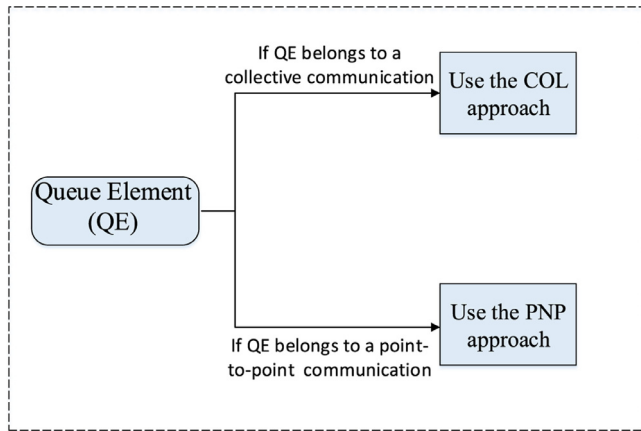 If QE belongs to a
collective communication
Use the COL
approach
Queue Element
(QE)
Use the PNP
approach
If QE belongs to a point-
to-point communication